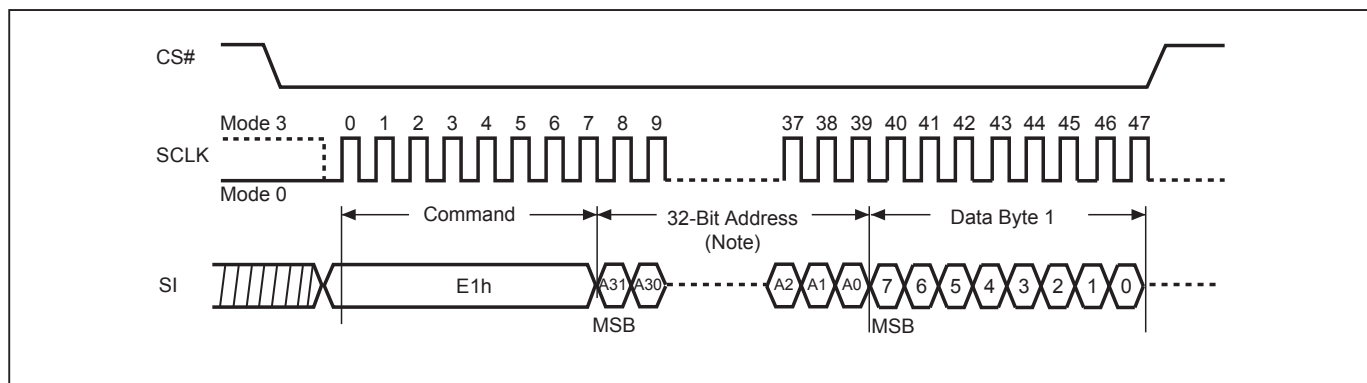 CS#
Mode 3
0 1 2 3 4 5 6 7 8 9 37 38 39 40 41 42 43 44 45 46 47
SCLK
Mode 0
Command 32-Bit Address Data Byte 1
(Note)
SI E1h A31 A30 A2 A1 A0 7 6 5 4 3 2 1 0
MSB MSB